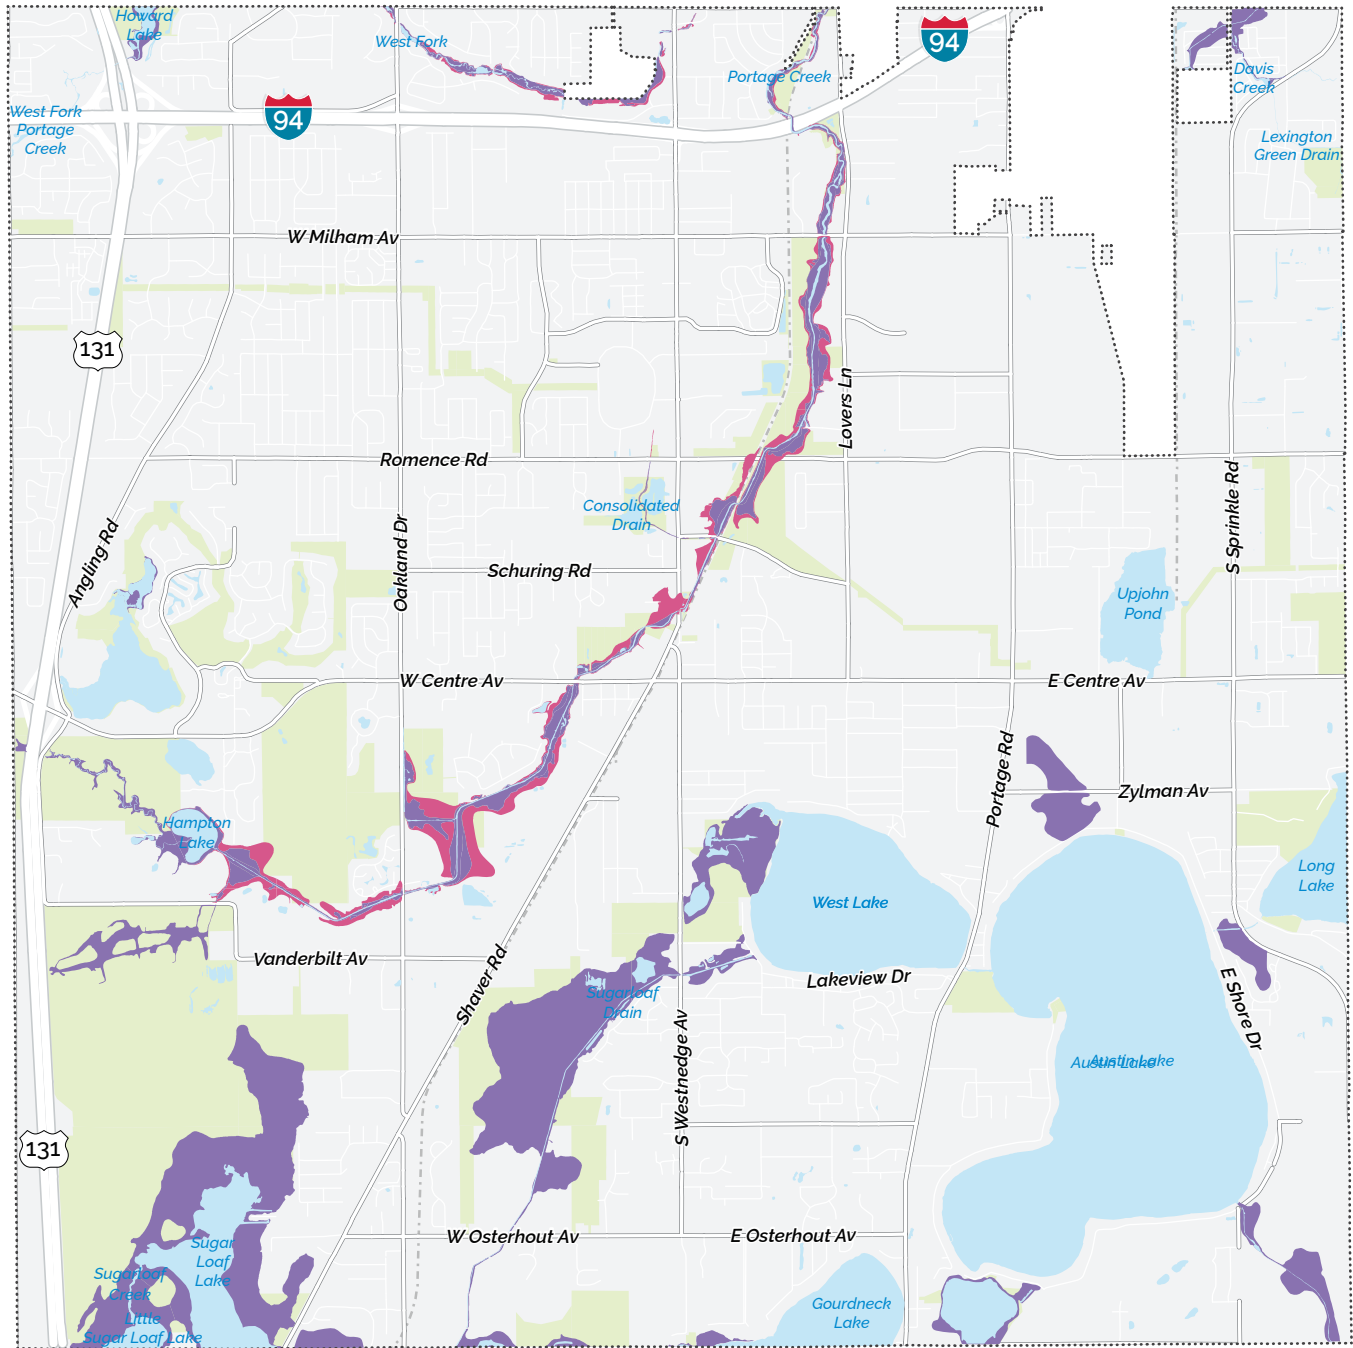 Howard
Lake
West Fork
94
Portage Creek
Davis
Creek
West Fork
Portage
Creek
94
Lexington
Green Drain
W Milham Av
131
Lovers Ln
Romence Rd
S Sprinkle Rd
Consolidated
Drain
Angling Rd
Oakland Dr
Schuring Rd
Upjohn
Pond
W Centre Av
E Centre Av
Portage Rd
Zylman Av
Hampton
Lake
Long
Lake
West Lake
Vanderbilt Av
Shaver Rd
Lakeview Dr
Sugarloaf
Drain
E Shore Dr
S Westnedge Av
Austin Lake
Austin Lake
131
W Osterhout Av
E Osterhout Av
Sugar
Loaf
Lake
Sugarloaf
Creek
Little
Sugar Loaf Lake
Gourdneck
Lake